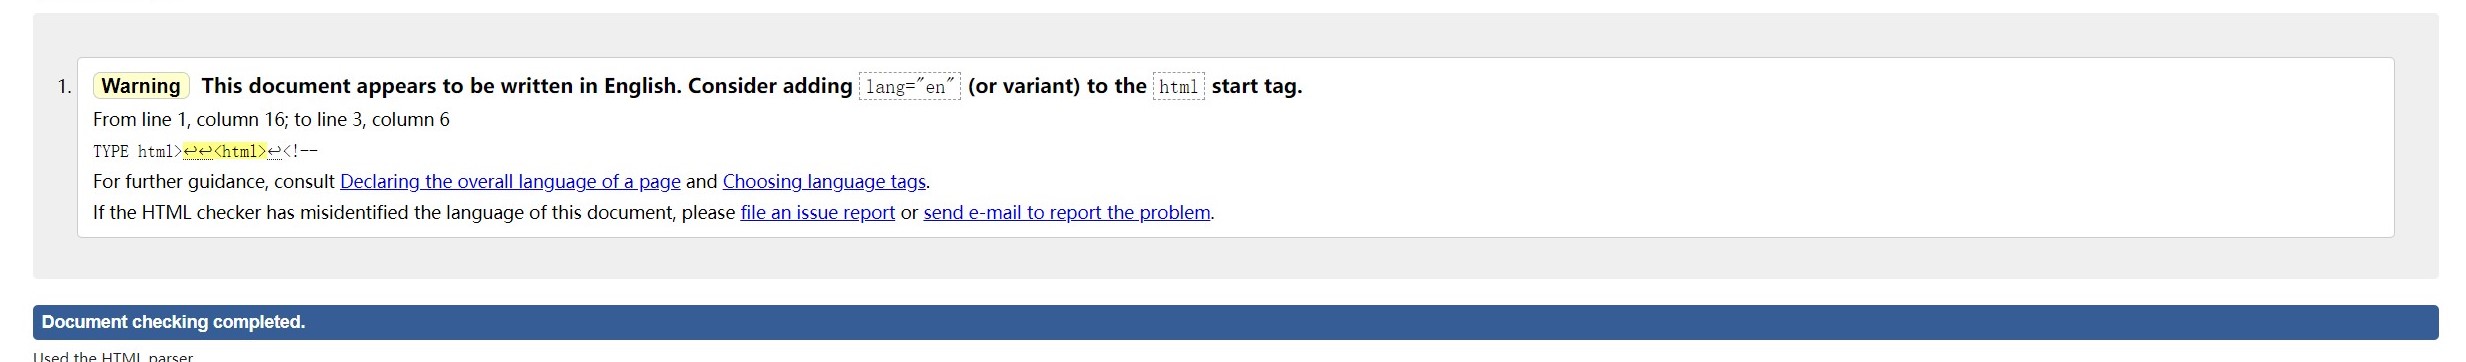 1. Warning This document appears to be written in English. Consider adding lang="en" (or variant) to the html start tag.
From line 1, column 16; to line 3, column 6
TYPE html>↩↩<html>↩<!--
For further guidance, consult Declaring the overall language of a page and Choosing language tags.
If the HTML checker has misidentified the language of this document, please file an issue report or send e-mail to report the problem.
Document checking completed.
Used the HTML parser.